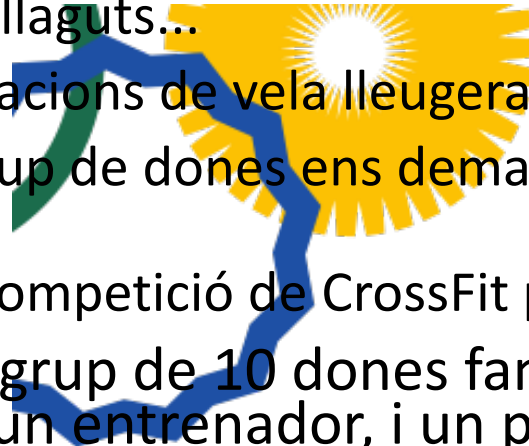 llaguts...
acions de vela lleugera
up de dones ens dema
ompetició de CrossFit p
grup de 10 dones fan
un entrenador, i un p